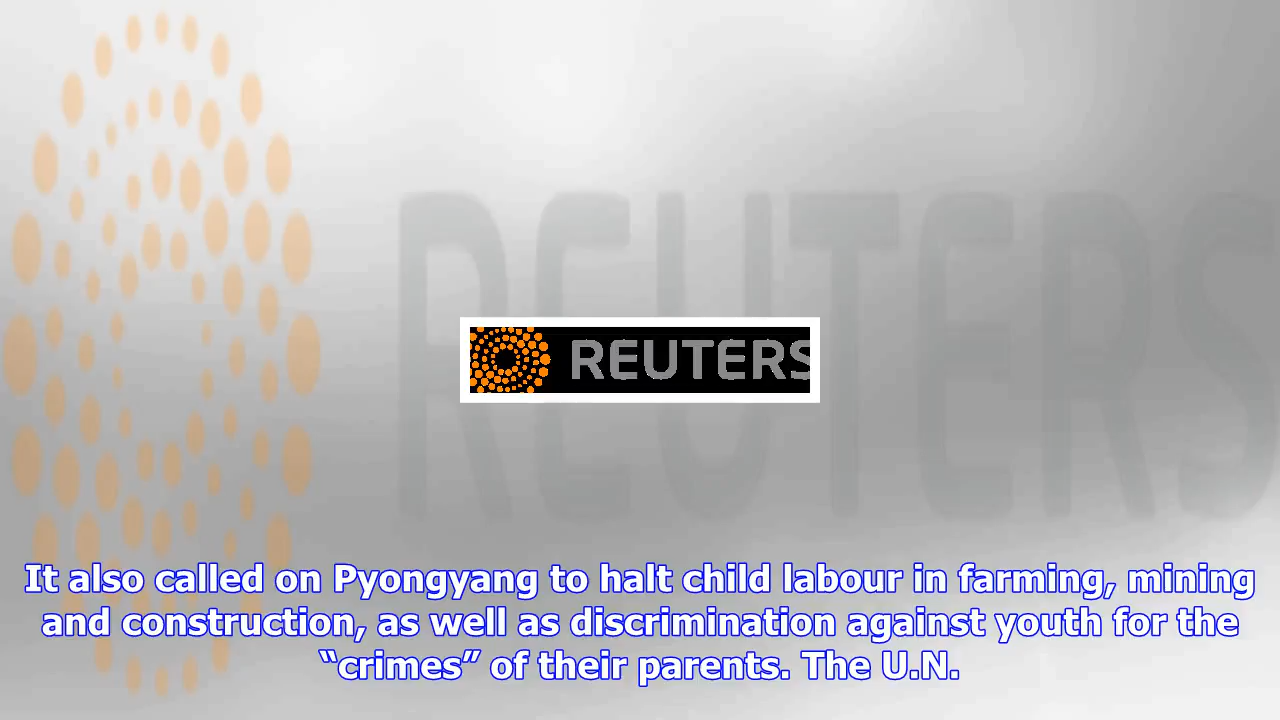 REUTERS
REUTERS
It also called on Pyongyang to halt child labour in farming, mining
and construction, as well as discrimination against youth for the
“crimes” of their parents. The U.N.